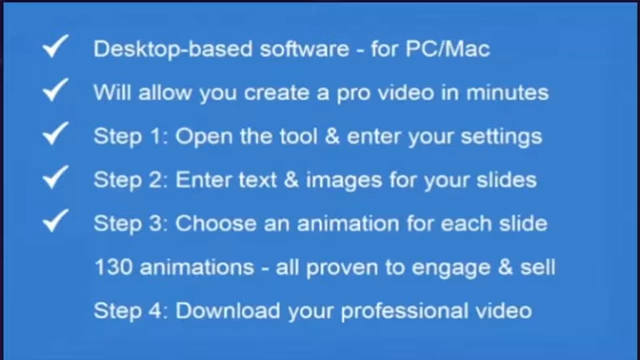 Desktop-based software - for PC/Mac
Will allow you create a pro video in minutes
Step 1: Open the tool & enter your settings
Step 2: Enter text & images for your slides
Step 3: Choose an animation for each slide
130 animations - all proven to engage & sell
Step 4: Download your professional video